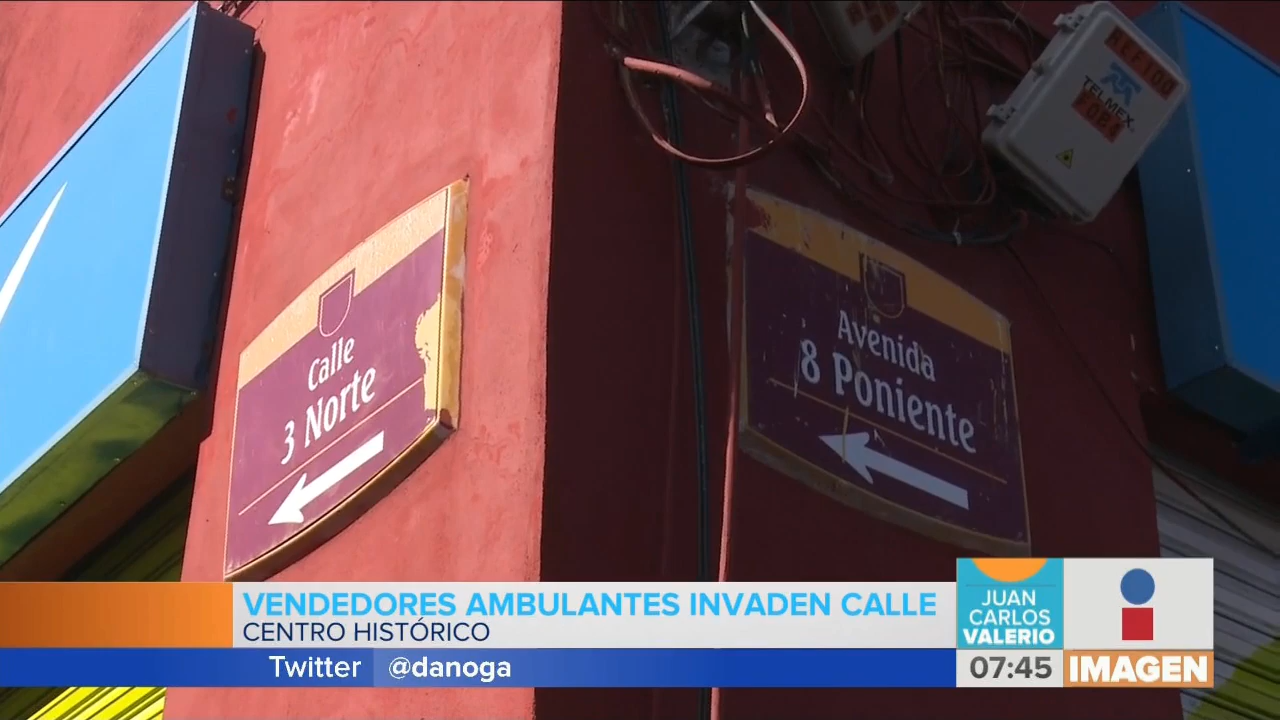 Calle
3 Norte
Avenida
8 Poniente
TELMEX
VENDEDORES AMBULANTES INVADEN CALLE
CENTRO HISTÓRICO
Twitter @danoga
JUAN
CARLOS
VALERIO
07:45
IMAGEN